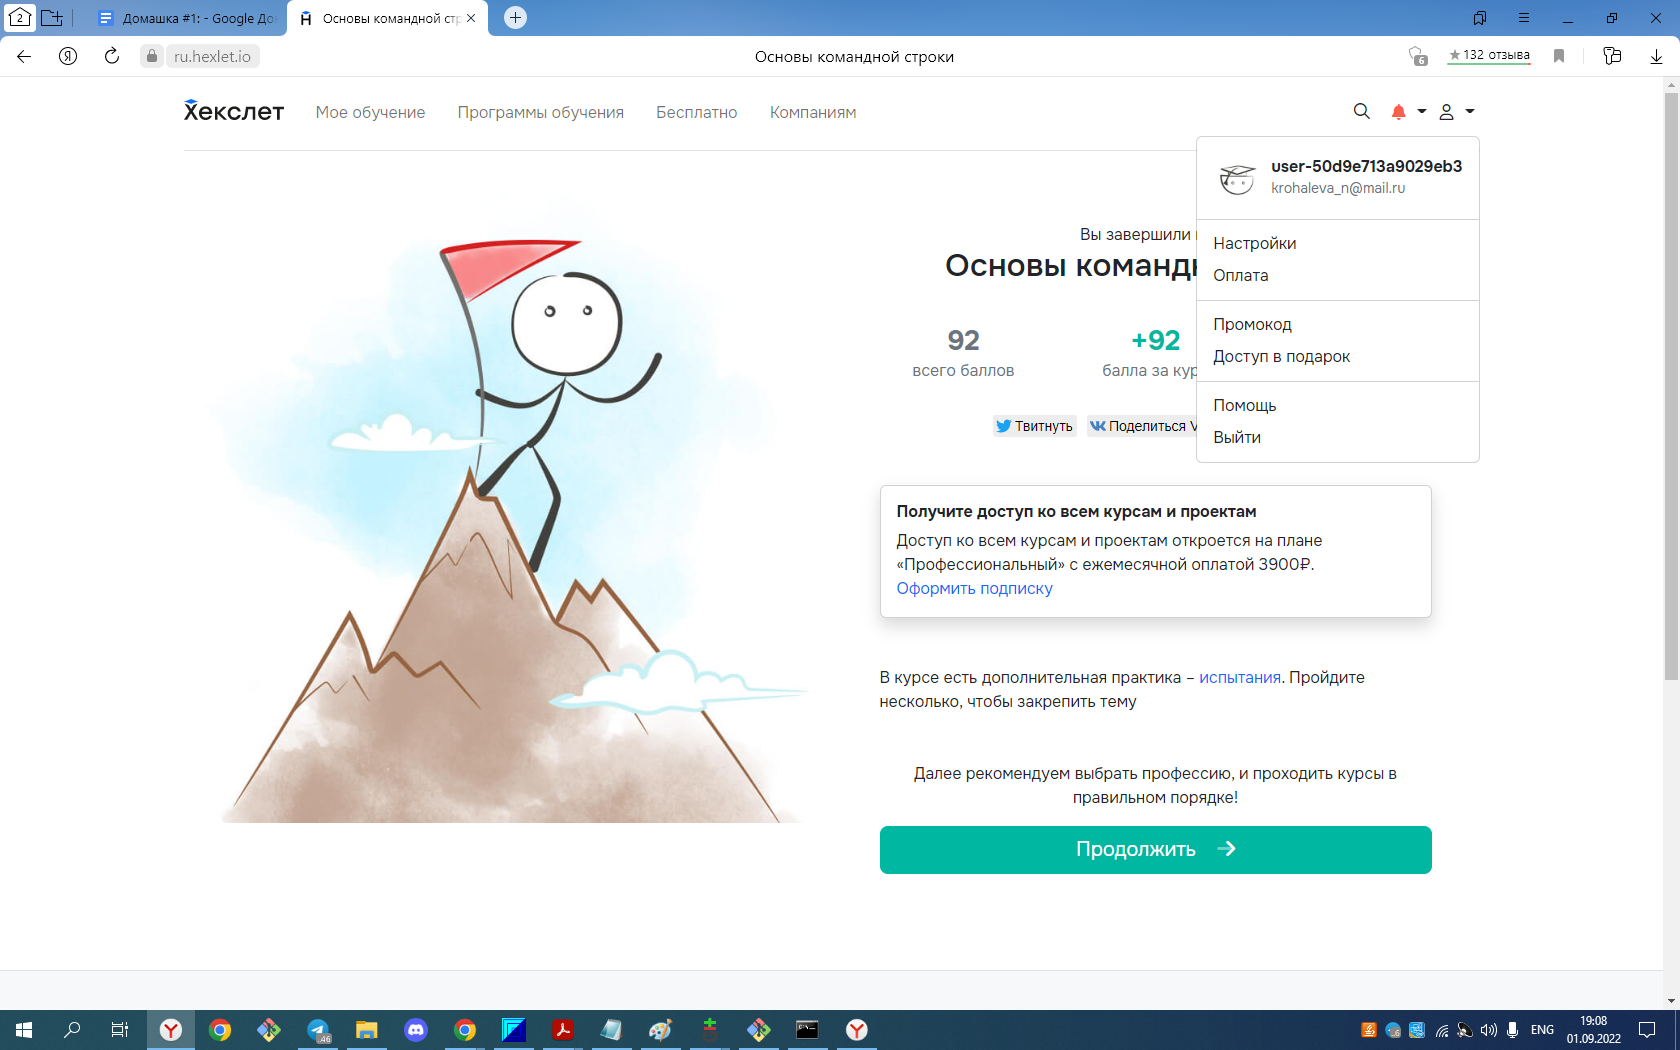 2
Домашка #1: - Google До
Основы командной стр
ru.hexlet.io
Основы командной строки
6
★132 отзыва
Хекслет
Мое обучение
Программы обучения
Бесплатно
Компаниям
user-50d9e713a9029eb3
krohaleva_n@mail.ru
Настройки
Оплата
Промокод
Доступ в подарок
Помощь
Выйти
Вы завершили
Основы команд
92
всего баллов
+92
балла за кур
Твитнуть
Поделиться V
Получите доступ ко всем курсам и проектам
Доступ ко всем курсам и проектам откроется на плане
«Профессиональный» с ежемесячной оплатой 3900₽.
Оформить подписку
В курсе есть дополнительная практика – испытания. Пройдите
несколько, чтобы закрепить тему
Далее рекомендуем выбрать профессию, и проходить курсы в
правильном порядке!
Продолжить →
46
ENG
19:08
01.09.2022